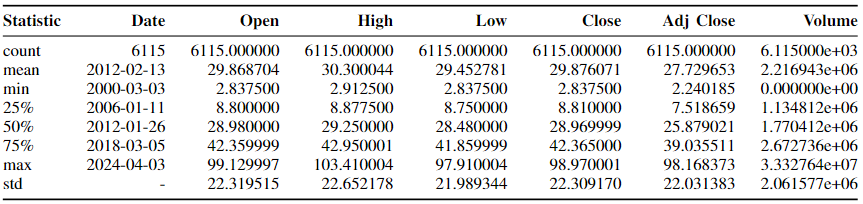 Statistic Date Open High Low Close Adj Close Volume
count 6115 6115.000000 6115.000000 6115.000000 6115.000000 6115.000000 6.115000e+03
mean 2012-02-13 29.868704 30.300044 29.452781 29.876071 27.729653 2.216943e+06
min 2000-03-03 2.837500 2.912500 2.837500 2.837500 2.240185 0.000000e+00
25% 2006-01-11 8.800000 8.877500 8.750000 8.810000 7.518659 1.134812e+06
50% 2012-01-26 28.980000 29.250000 28.480000 28.969999 25.879021 1.770412e+06
75% 2018-03-05 42.359999 42.950001 41.859999 42.365000 39.035511 2.672736e+06
max 2024-04-03 99.129997 103.410004 97.910004 98.970001 98.168373 3.332764e+07
std - 22.319515 22.652178 21.989344 22.309170 22.031383 2.061577e+06